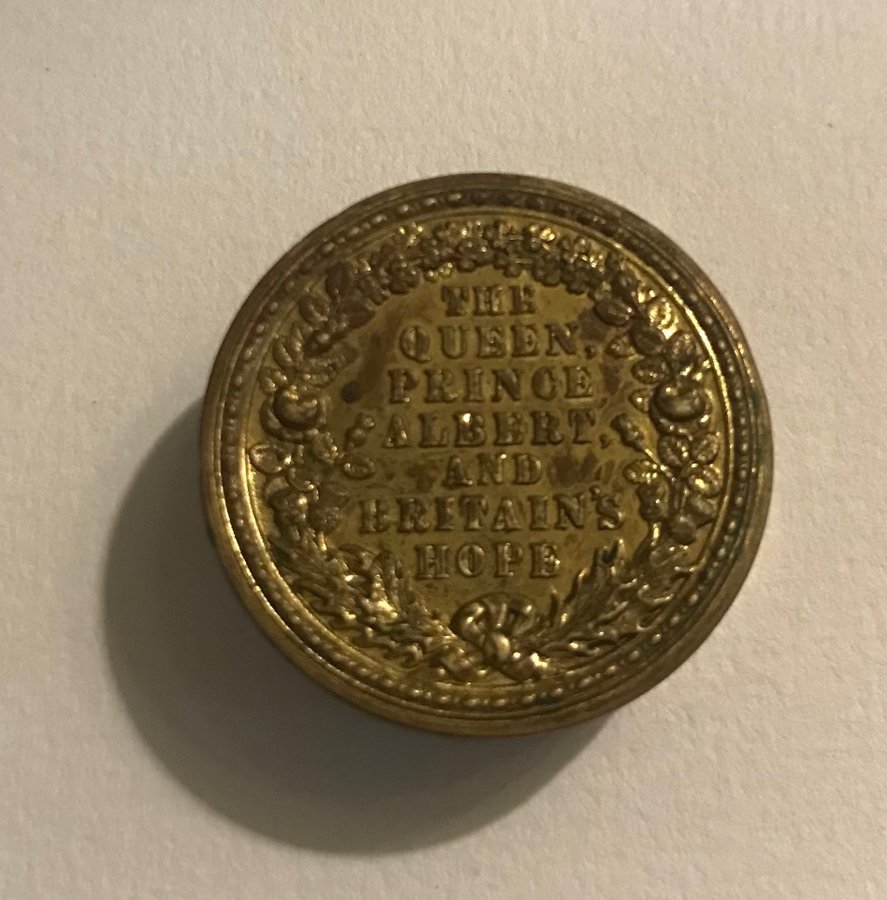 THE
QUEEN,
PRINCE
ALBERT,
AND
BRITAIN'S
HOPE